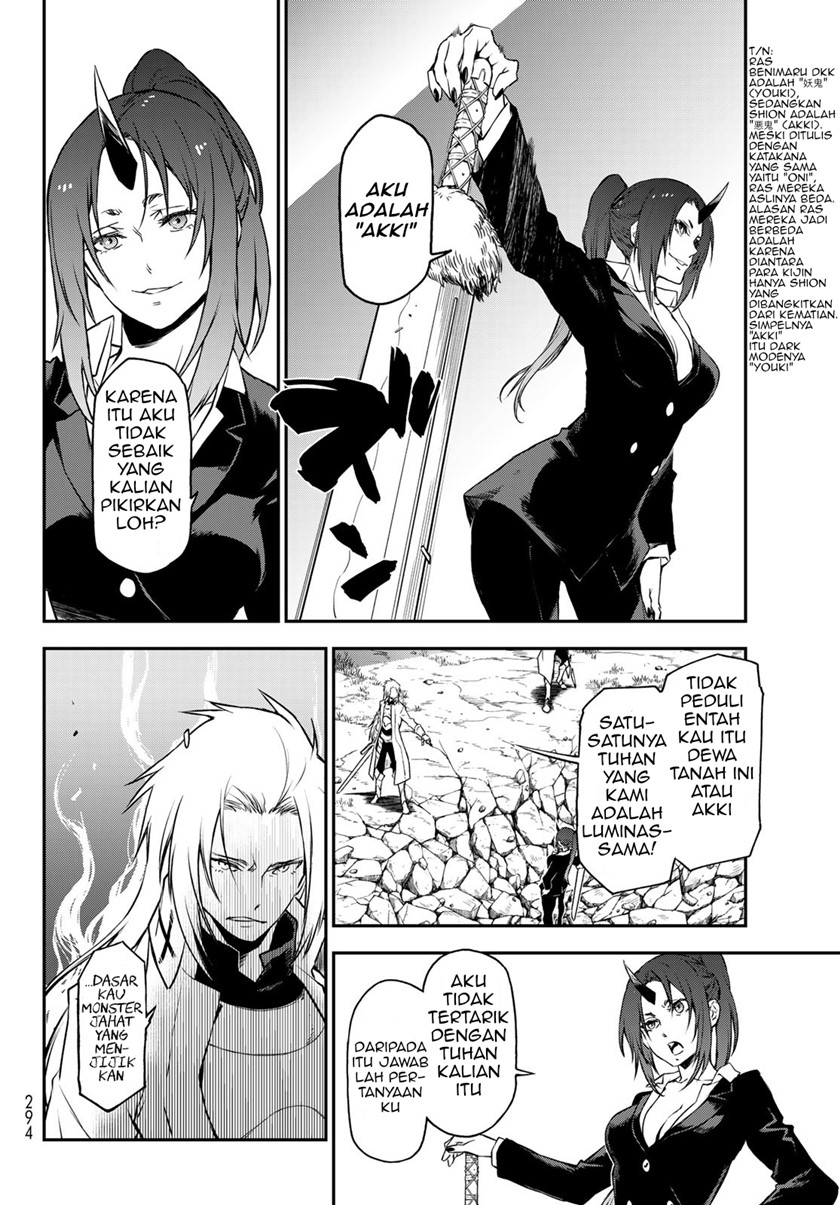 T/N:
RAS
BENIMARU DKK
ADALAH "妖鬼"
(YOUKI),
SEDANGKAN
SHION ADALAH
"悪鬼" (AKKI).
MESKI DITULIS
DENGAN
KATAKANA
YANG SAMA
YAITU "ONI",
RAS MEREKA
ASLINYA BEDA.
ALASAN RAS
MEREKA JADI
BERBEDA
ADALAH
KARENA
DIANTARA
PARA KIJIN
HANYA SHION
YANG
DIBANGKITKAN
DARI KEMATIAN.
SIMPELNYA
"AKKI"
ITU DARK
MODENYA
"YOUKI"
AKU
ADALAH
"AKKI"
ズン
KARENA
ITU AKU
TIDAK
SEBAIK
YANG
KALIAN
PIKIRKAN
LOH?
TIDAK
PEDULI
ENTAH
KAU ITU
DEWA
TANAH INI
ATAU
AKKI
SATU-
SATUNYA
TUHAN
YANG
KAMI
ADALAH
LUMINAS-
SAMA!
...DASAR
KAU
MONSTER
JAHAT
YANG
MEN-
JIJIK
KAN
AKU
TIDAK
TERTARIK
DENGAN
TUHAN
KALIAN
ITU
DARIPADA
ITU JAWAB
LAH PER-
TANYAAN
KU
294